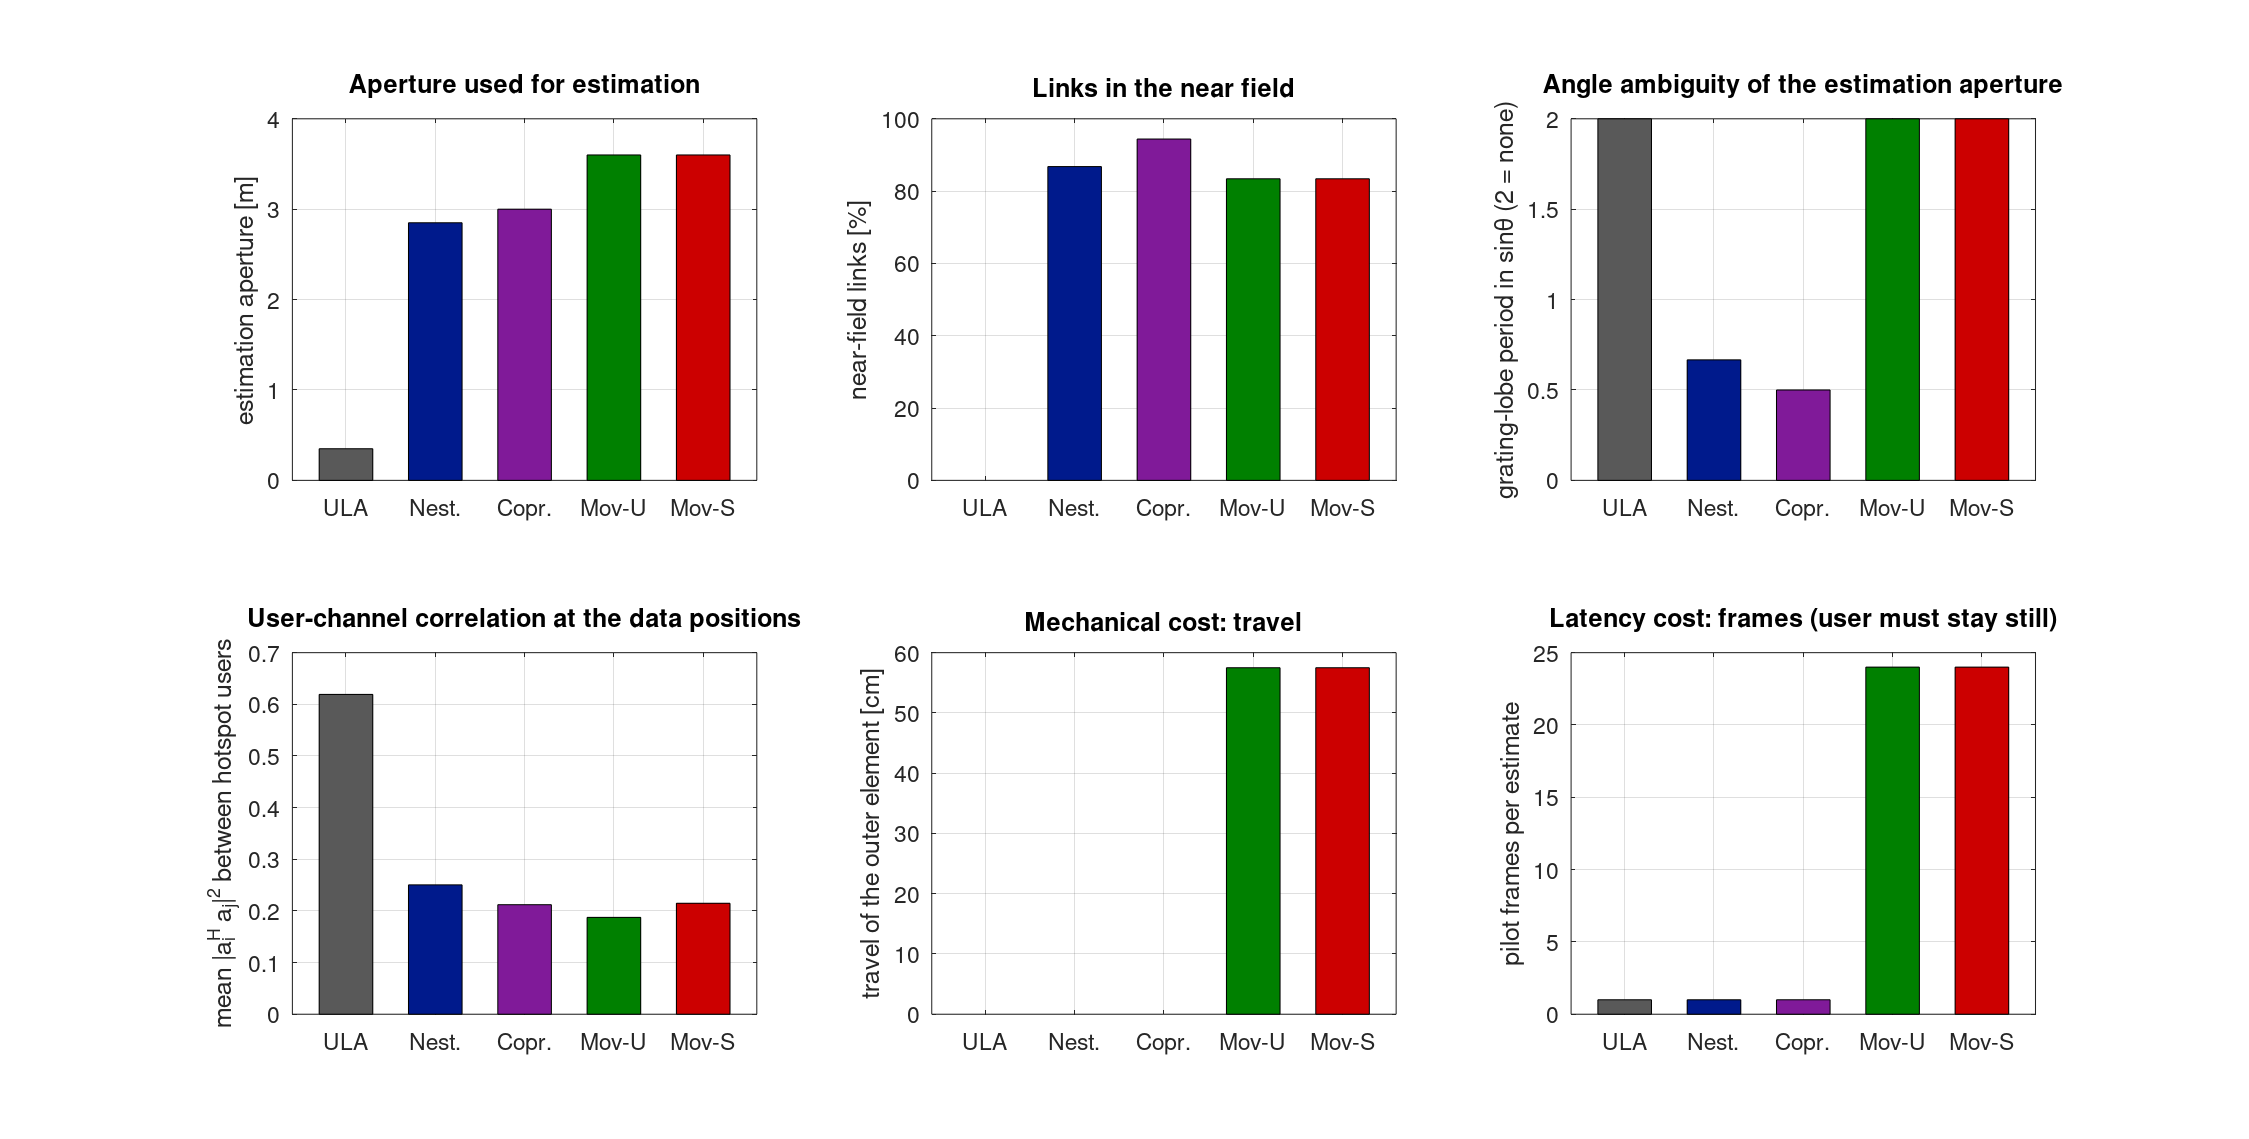 Aperture used for estimation
estimation aperture [m]
4
3
2
1
0
ULA Nest. Copr. Mov-U Mov-S
Links in the near field
near-field links [%]
100
80
60
40
20
0
ULA Nest. Copr. Mov-U Mov-S
Angle ambiguity of the estimation aperture
grating-lobe period in sinθ (2 = none)
2
1.5
1
0.5
0
ULA Nest. Copr. Mov-U Mov-S
User-channel correlation at the data positions
mean |a_i^H a_j|^2 between hotspot users
0.7
0.6
0.5
0.4
0.3
0.2
0.1
0
ULA Nest. Copr. Mov-U Mov-S
Mechanical cost: travel
travel of the outer element [cm]
60
50
40
30
20
10
0
ULA Nest. Copr. Mov-U Mov-S
Latency cost: frames (user must stay still)
pilot frames per estimate
25
20
15
10
5
0
ULA Nest. Copr. Mov-U Mov-S